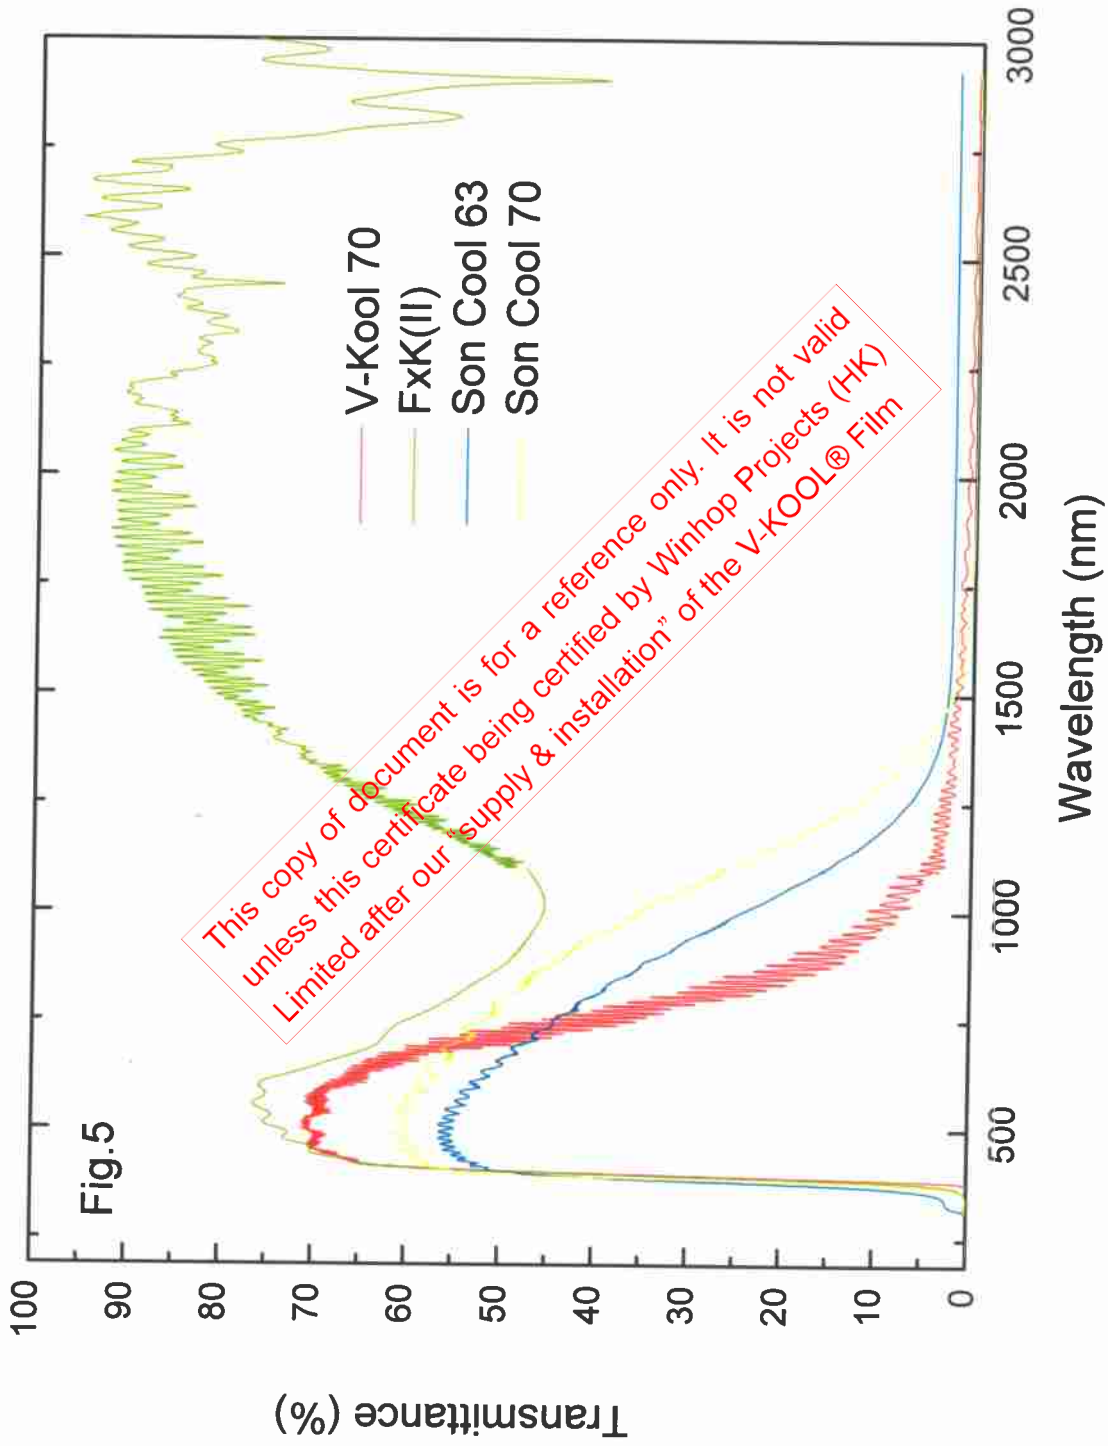 Fig.5
Transmittance (%)
100
90
80
70
60
50
40
30
20
10
0
V-Kool 70
FxK(II)
Son Cool 63
Son Cool 70
This copy of document is for a reference only. It is not valid
unless this certificate being certified by Winhop Projects (HK)
Limited after our "supply & installation" of the V-KOOL® Film
500
1000
1500
2000
2500
3000
Wavelength (nm)